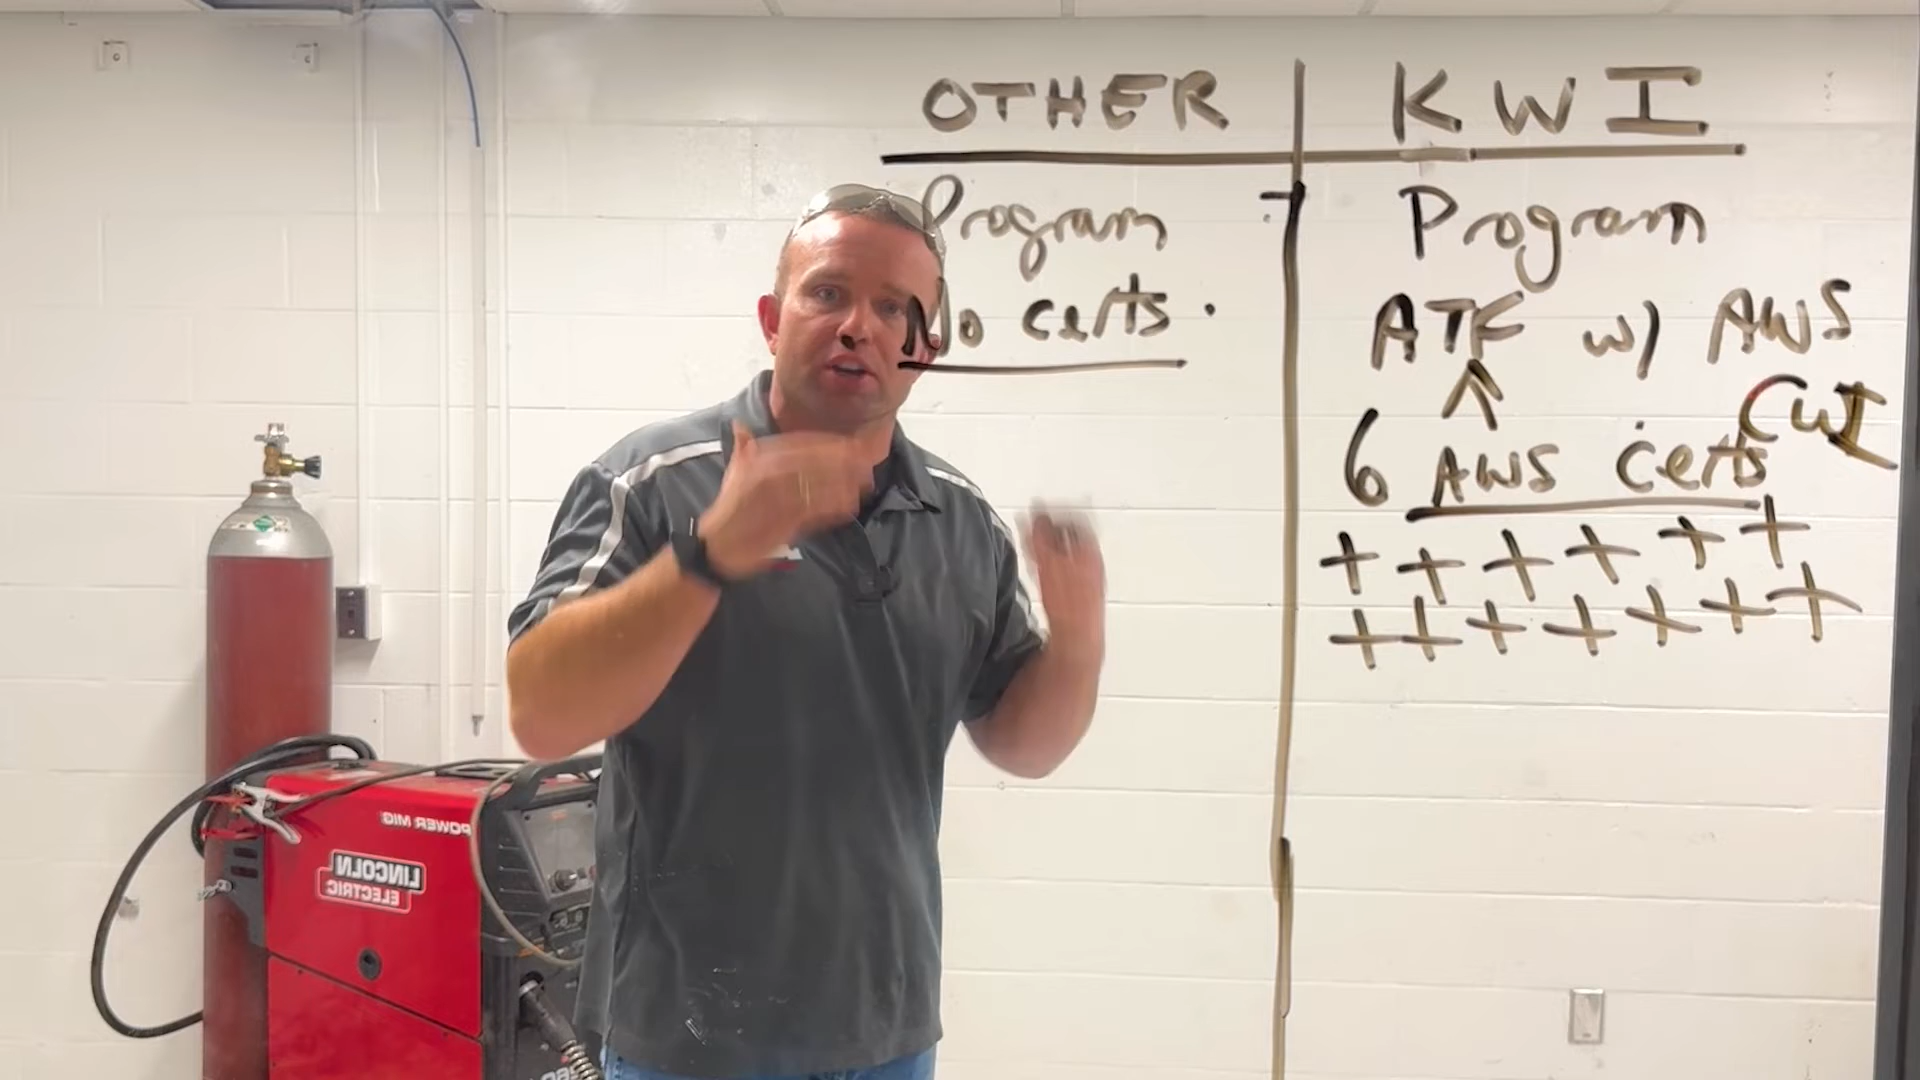 OTHER | KWI
Program
No certs.
Program
ATF w/ AWS
CWI
6 AWS certs
+ + + + + +
+ + + + + + +
POWER MIG
LINCOLN
ELECTRIC